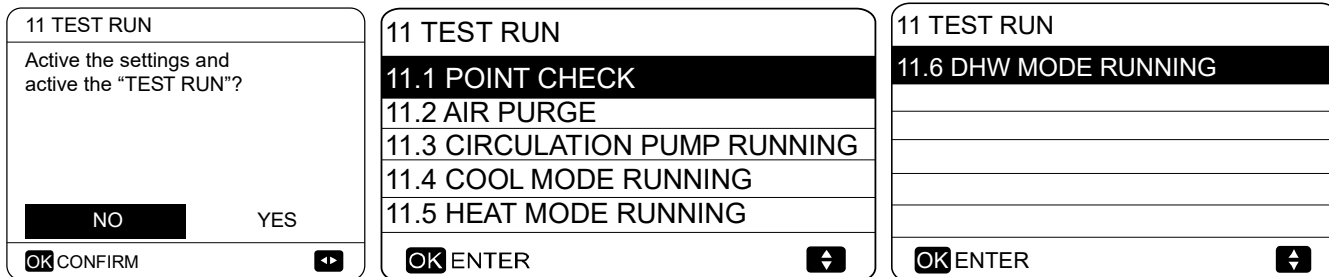 11 TEST RUN
Active the settings and
active the “TEST RUN”?
NO YES
OK CONFIRM
11 TEST RUN
11.1 POINT CHECK
11.2 AIR PURGE
11.3 CIRCULATION PUMP RUNNING
11.4 COOL MODE RUNNING
11.5 HEAT MODE RUNNING
OK ENTER
11 TEST RUN
11.6 DHW MODE RUNNING
OK ENTER